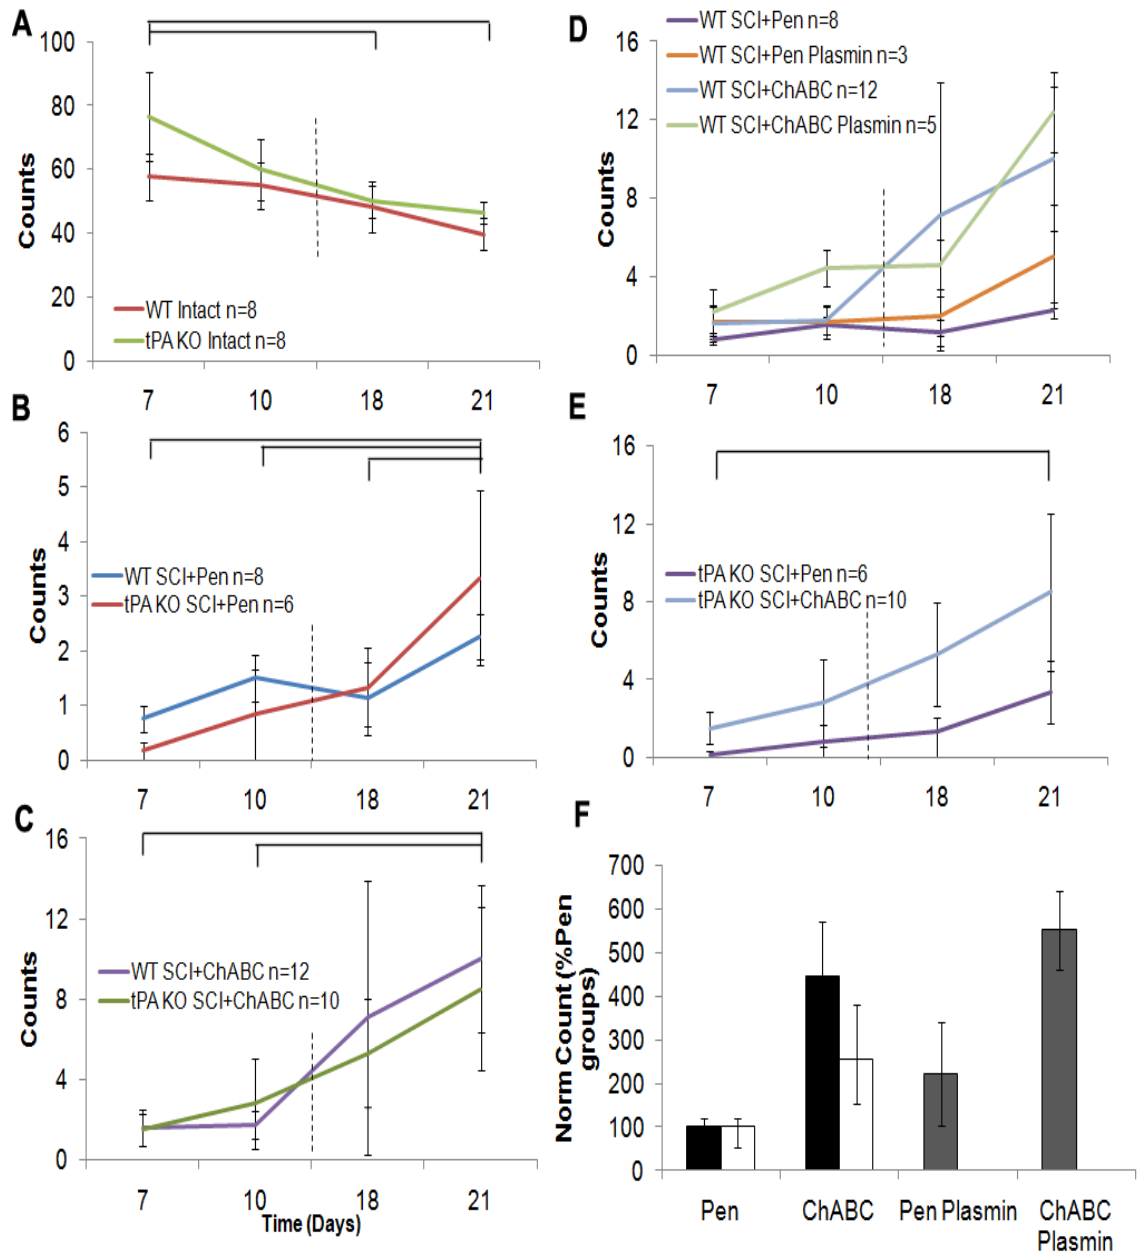 A
100
80
60
40
20
0
Counts
WT Intact n=8
tPA KO Intact n=8
7 10 18 21
B
6
5
4
3
2
1
0
Counts
WT SCI+Pen n=8
tPA KO SCI+Pen n=6
7 10 18 21
C
16
12
8
4
0
Counts
WT SCI+ChABC n=12
tPA KO SCI+ChABC n=10
7 10 18 21
Time (Days)
D
WT SCI+Pen n=8
WT SCI+Pen Plasmin n=3
WT SCI+ChABC n=12
WT SCI+ChABC Plasmin n=5
16
12
8
4
0
Counts
7 10 18 21
E
16
12
8
4
0
Counts
tPA KO SCI+Pen n=6
tPA KO SCI+ChABC n=10
7 10 18 21
F
700
600
500
400
300
200
100
0
Norm Count (%Pen
groups)
Pen ChABC Pen Plasmin ChABC
Plasmin